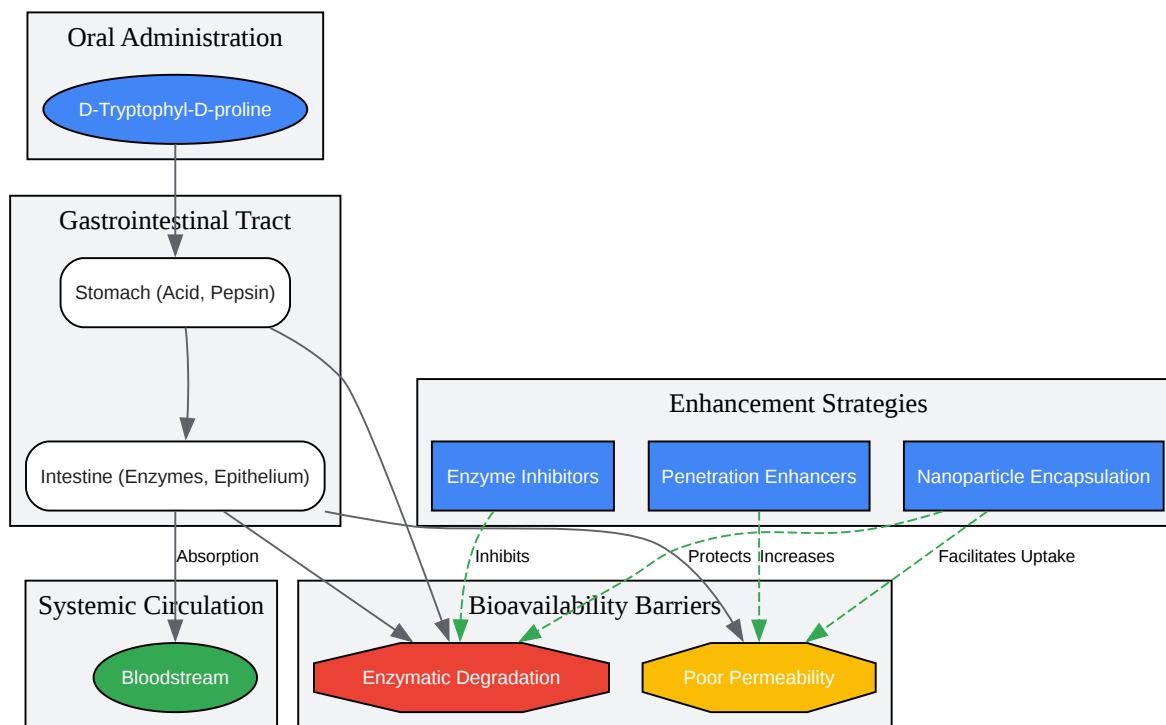 Oral Administration
D-Tryptophyl-D-proline
Gastrointestinal Tract
Stomach (Acid, Pepsin)
Intestine (Enzymes, Epithelium)
Enhancement Strategies
Enzyme Inhibitors
Penetration Enhancers
Nanoparticle Encapsulation
Absorption
Inhibits
Protects
Increases
Facilitates Uptake
Systemic Circulation
Bloodstream
Bioavailability Barriers
Enzymatic Degradation
Poor Permeability